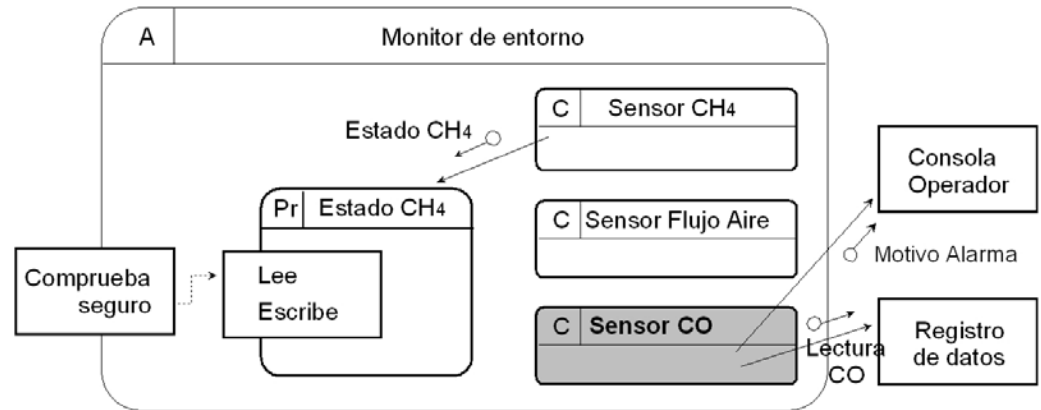 A
Monitor de entorno
C
Sensor CH4
Estado CH4
Consola
Operador
Pr
Estado CH4
C
Sensor Flujo Aire
Motivo Alarma
Comprueba
seguro
Lee
Escribe
C
Sensor CO
Lectura
CO
Registro
de datos